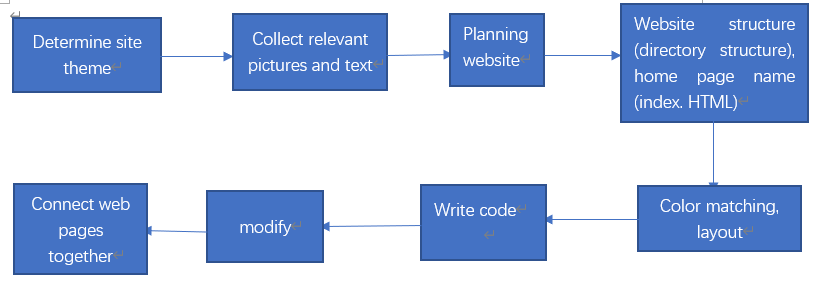 Determine site
theme
Collect relevant
pictures and text
Planning
website
Website structure
(directory structure),
home page name
(index. HTML)
Color matching,
layout
Write code
modify
Connect web
pages
together